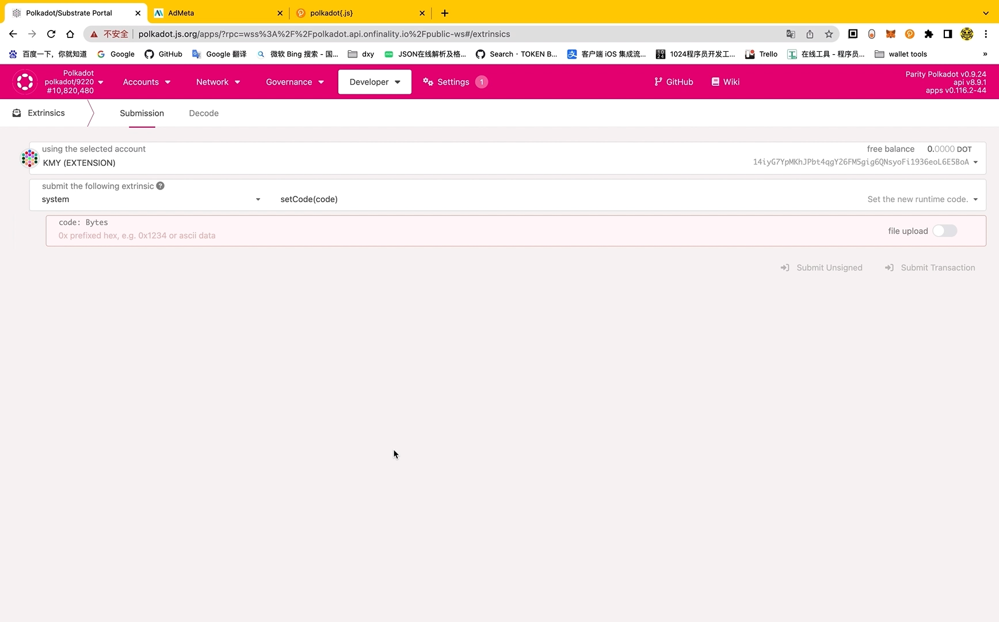 Polkadot/Substrate Portal
AdMeta
polkadot{.js}
不安全
polkadot.js.org/apps/?rpc=wss%3A%2F%2Fpolkadot.api.onfinality.io%2Fpublic-ws#/extrinsics
百度一下，你就知道
Google
GitHub
Google 翻译
微软 Bing 搜索 - 国...
dxy
JSON在线解析及格...
Search · TOKEN B...
客户端 iOS 集成流...
1024程序员开发工...
Trello
在线工具 - 程序员...
wallet tools
»
Polkadot
polkadot/9220
#10,820,480
Accounts
Network
Governance
Developer
Settings
1
GitHub
Wiki
Parity Polkadot v0.9.24
api v8.9.1
apps v0.116.2-44
Extrinsics
Submission
Decode
using the selected account
KMY (EXTENSION)
free balance 0.0000 DOT
14iyG7YpMKhJPbt4qgY26FM5gig6QNsyoFi1936eoL6E5BoA
submit the following extrinsic
system
setCode(code)
Set the new runtime code.
code: Bytes
0x prefixed hex, e.g. 0x1234 or ascii data
file upload
Submit Unsigned
Submit Transaction